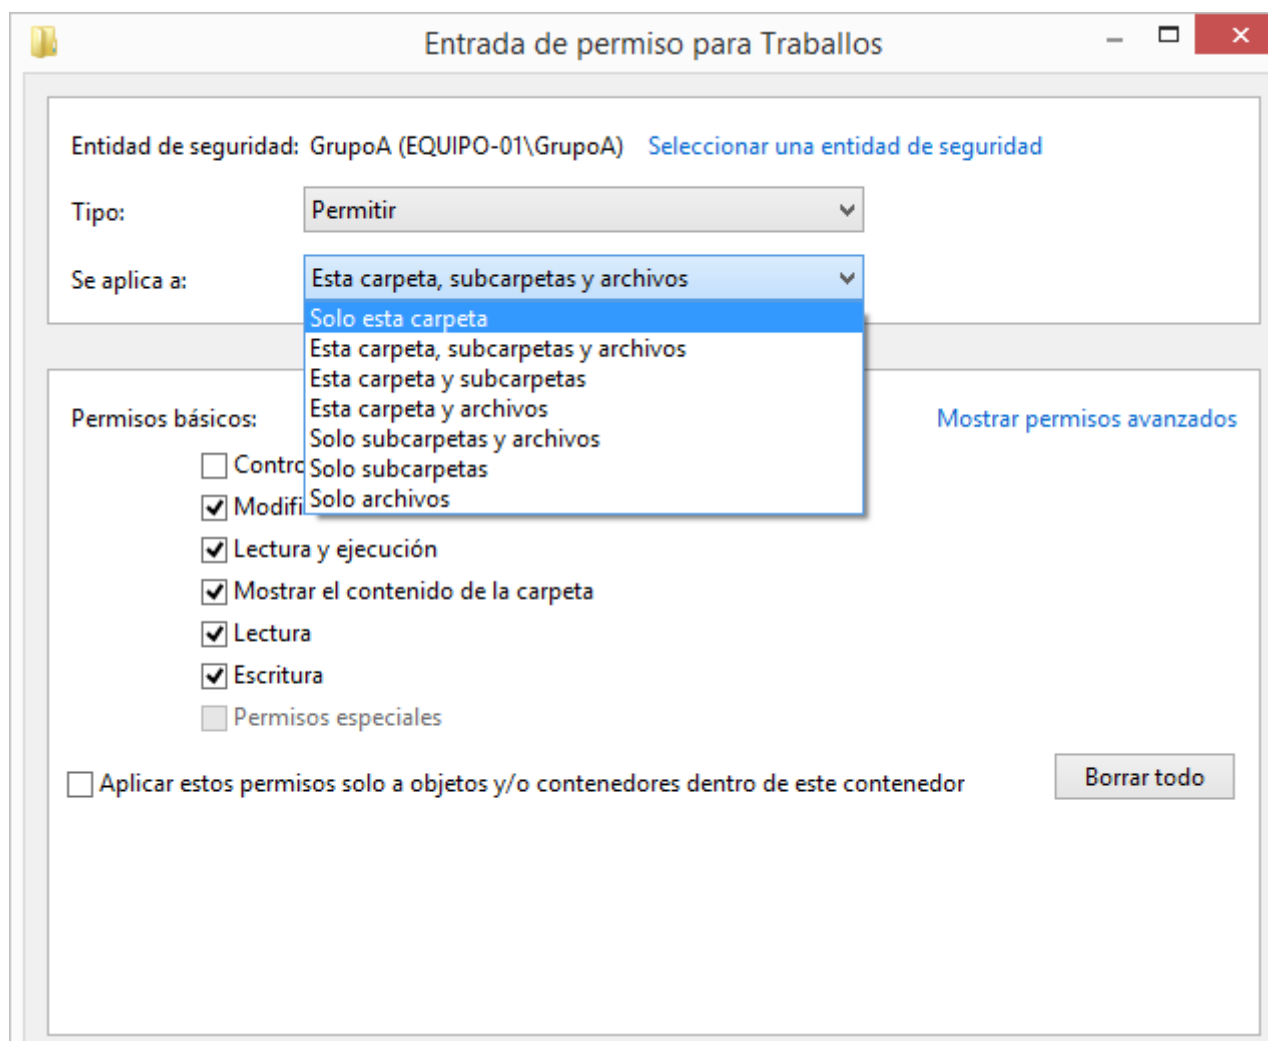 Entrada de permiso para Traballos
Entidad de seguridad: GrupoA (EQUIPO-01\GrupoA) Seleccionar una entidad de seguridad
Tipo: Permitir
Se aplica a: Esta carpeta, subcarpetas y archivos
Solo esta carpeta
Esta carpeta, subcarpetas y archivos
Esta carpeta y subcarpetas
Esta carpeta y archivos
Solo subcarpetas y archivos
Solo subcarpetas
Solo archivos
Permisos básicos: Mostrar permisos avanzados
Contro
Modifi
Lectura y ejecución
Mostrar el contenido de la carpeta
Lectura
Escritura
Permisos especiales
Aplicar estos permisos solo a objetos y/o contenedores dentro de este contenedor Borrar todo